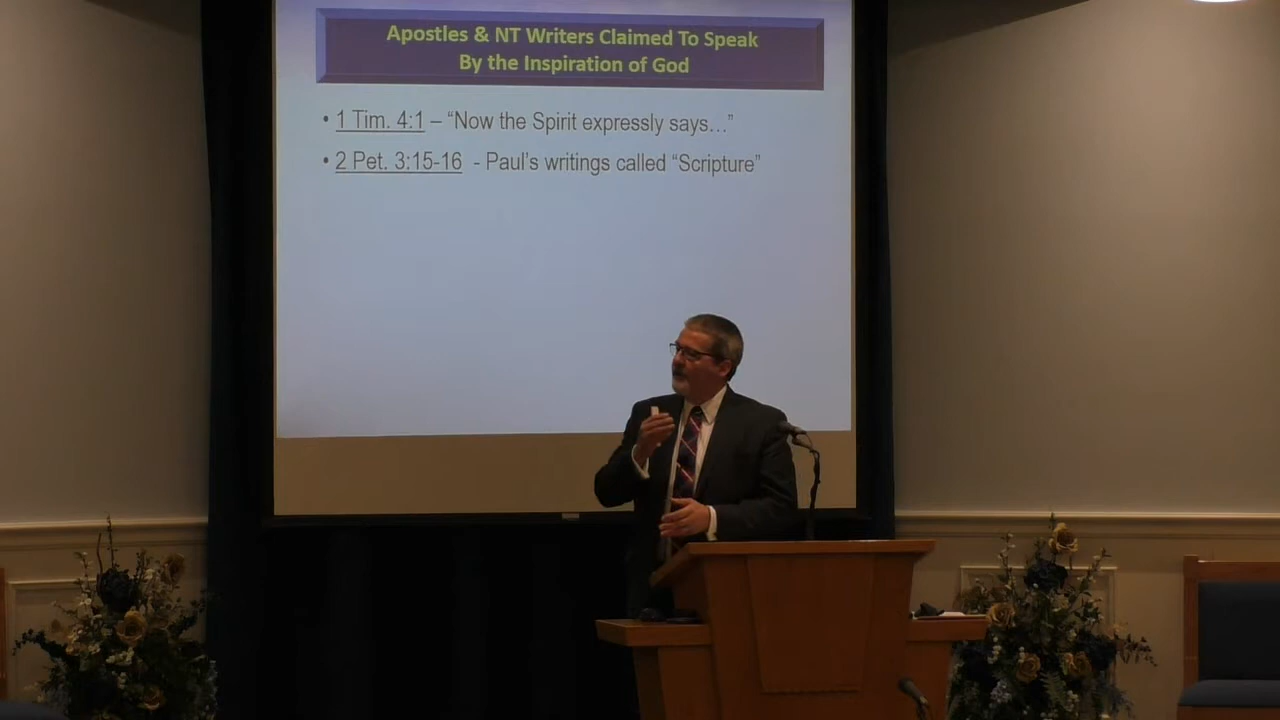 Apostles & NT Writers Claimed To Speak
By the Inspiration of God
• 1 Tim. 4:1 – “Now the Spirit expressly says…”
• 2 Pet. 3:15-16 - Paul’s writings called “Scripture”